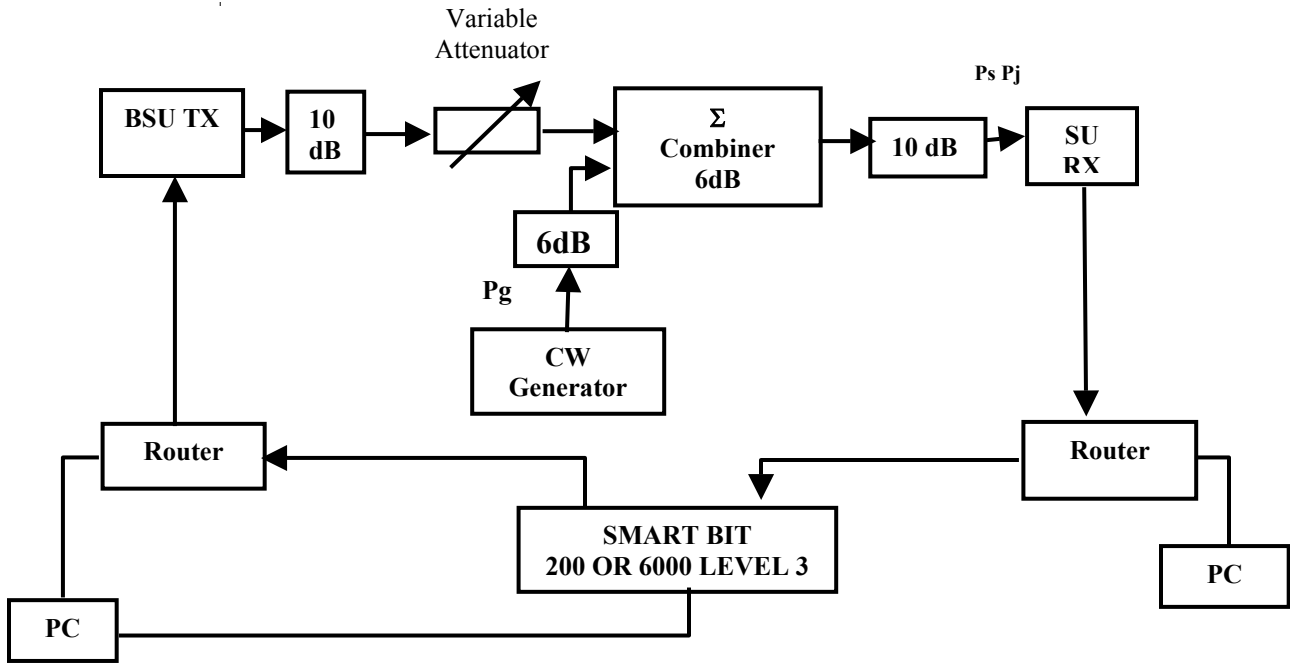 Variable
Attenuator
Ps Pj
BSU TX
10
dB
Σ
Combiner
6dB
10 dB
SU
RX
6dB
Pg
CW
Generator
Router
Router
SMART BIT
200 OR 6000 LEVEL 3
PC
PC